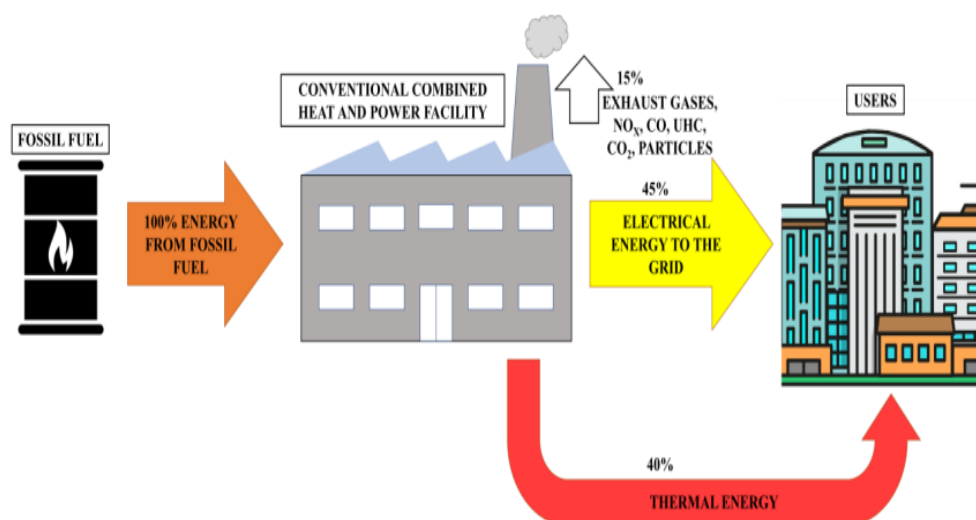 FOSSIL FUEL
100% ENERGY
FROM FOSSIL
FUEL
CONVENTIONAL COMBINED
HEAT AND POWER FACILITY
15%
EXHAUST GASES,
NOX, CO, UHC,
CO2, PARTICLES
45%
ELECTRICAL
ENERGY TO THE
GRID
USERS
40%
THERMAL ENERGY